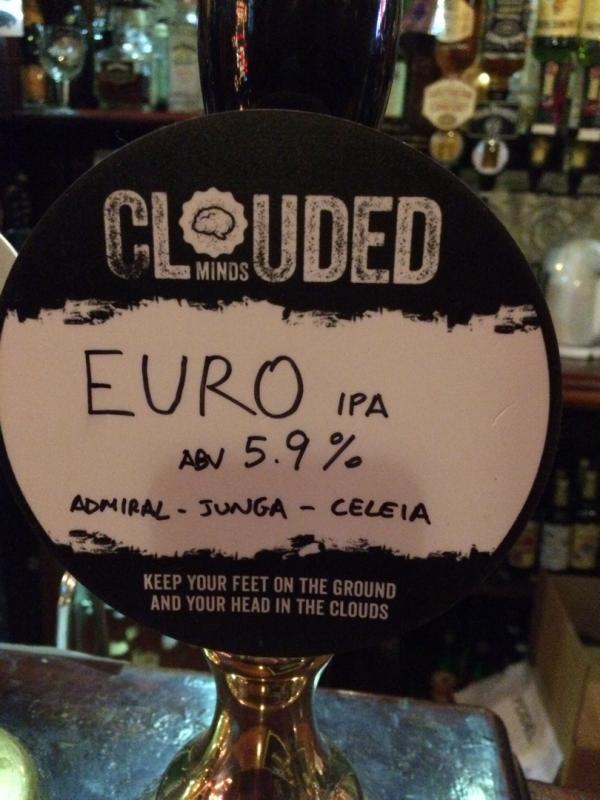 CLOUDED
MINDS
EURO IPA
ABV 5.9%
ADMIRAL - JUNGA - CELEIA
KEEP YOUR FEET ON THE GROUND
AND YOUR HEAD IN THE CLOUDS